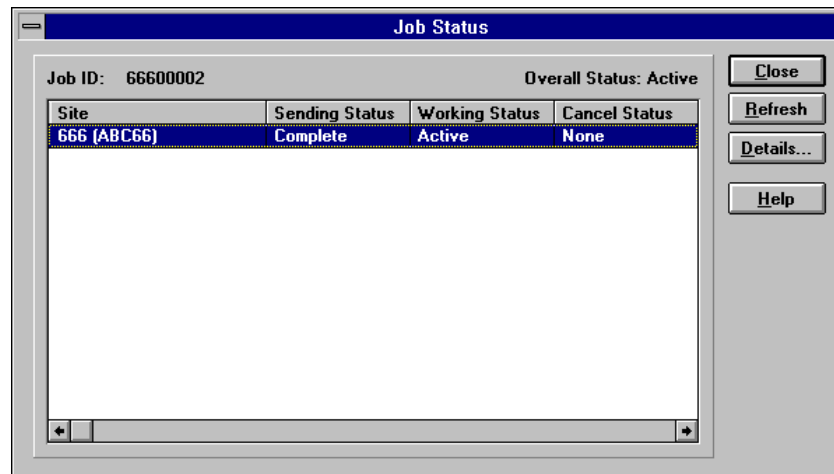 Job Status
Job ID: 66600002 Overall Status: Active
Close
Refresh
Details...
Help
Site Sending Status Working Status Cancel Status
666 (ABC66) Complete Active None